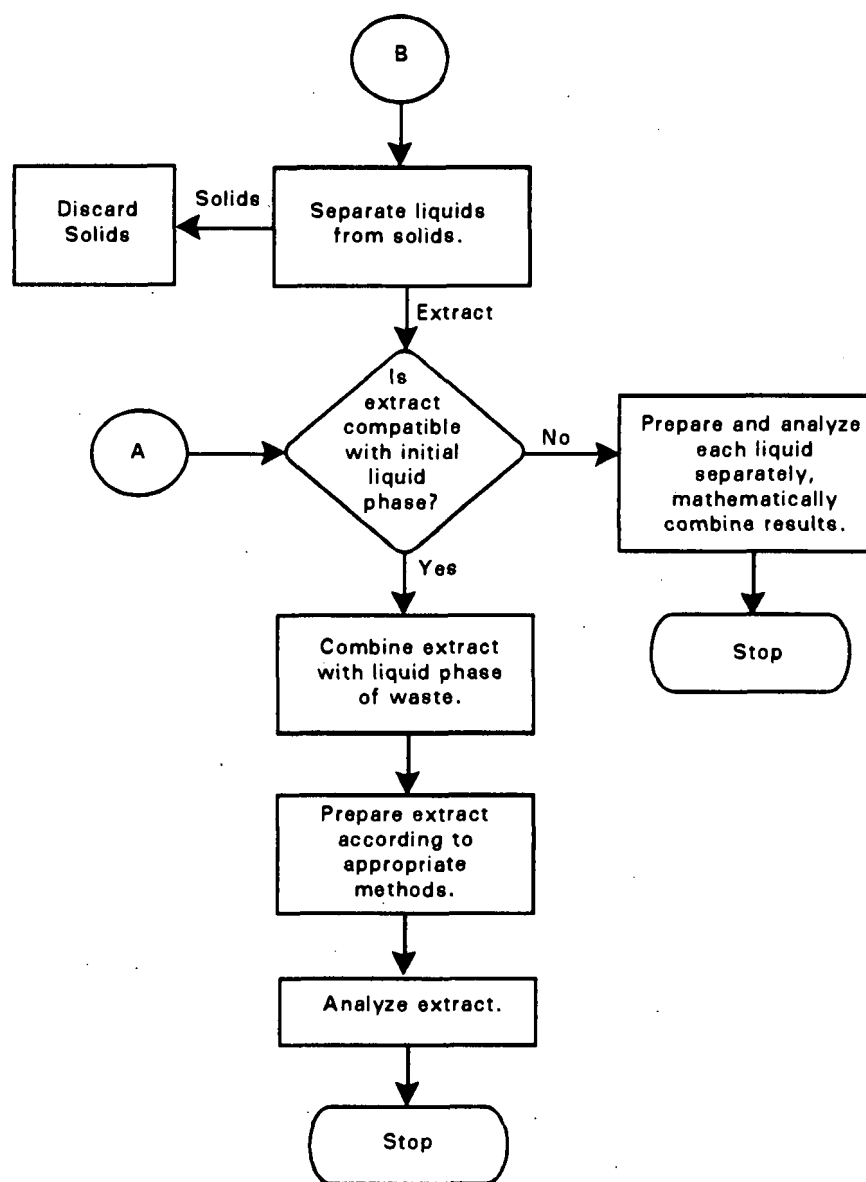 B
Solids
Discard
Solids
Separate liquids
from solids.
Extract
Is
extract
compatible
with initial
liquid
phase?
A
No
Prepare and analyze
each liquid
separately,
mathematically
combine results.
Yes
Stop
Combine extract
with liquid phase
of waste.
Prepare extract
according to
appropriate
methods.
Analyze extract.
Stop